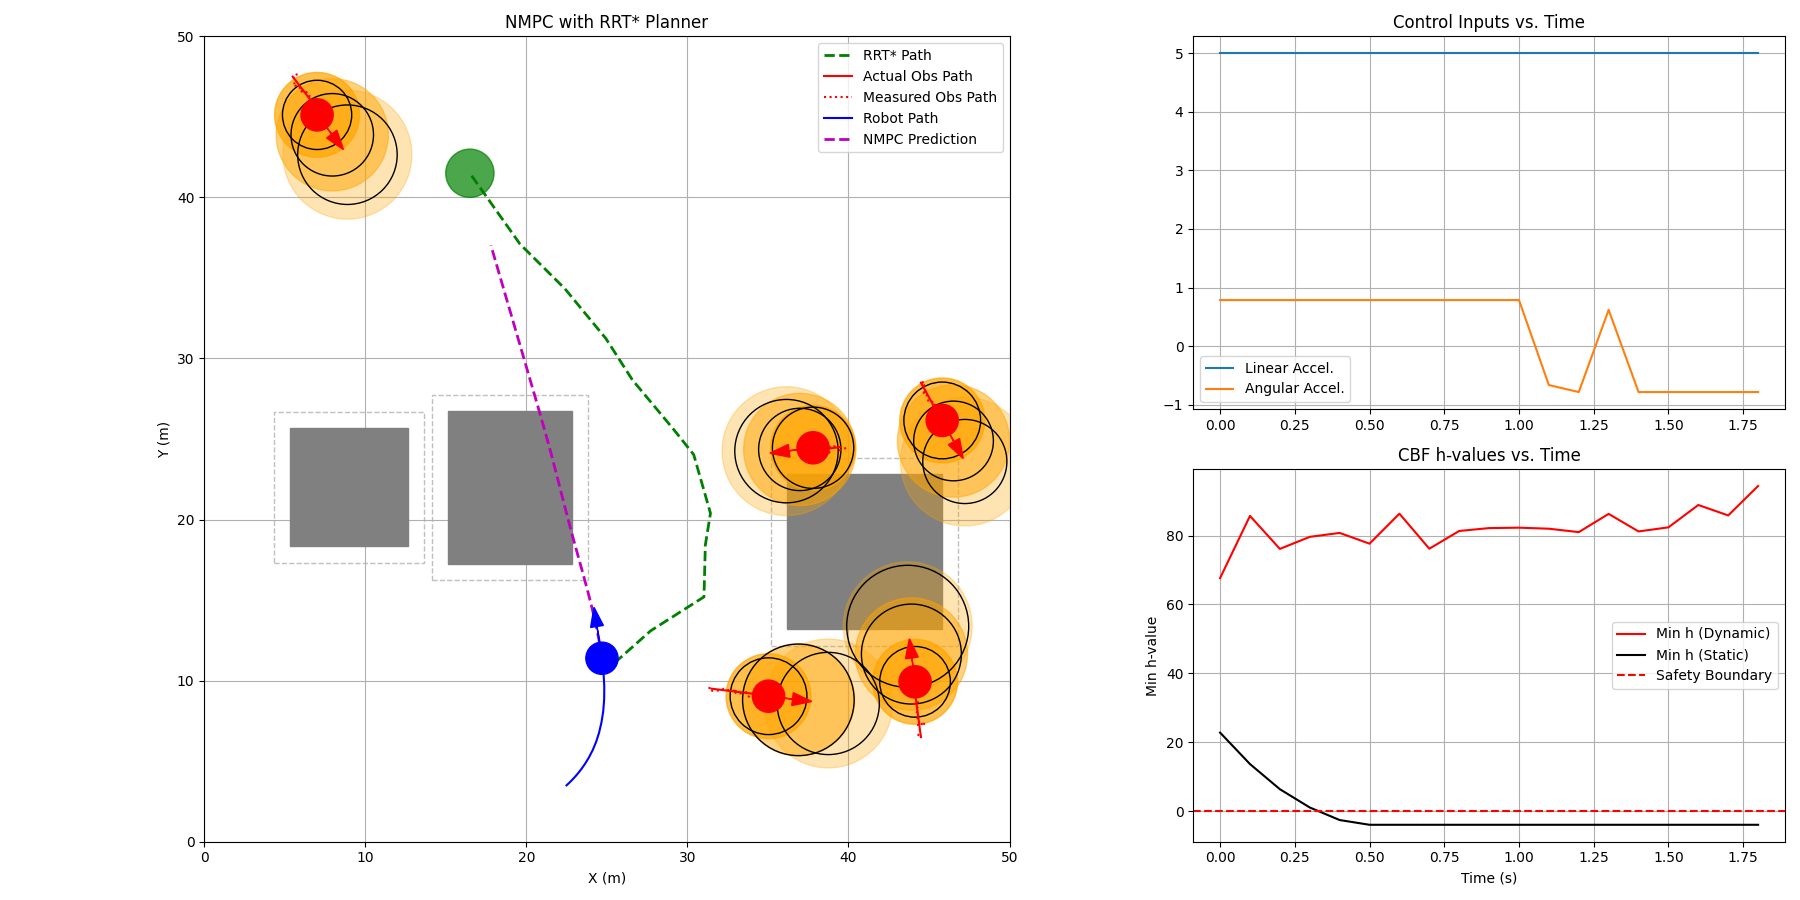 NMPC with RRT* Planner
50
40
30
20
10
0
Y (m)
0 10 20 30 40 50
X (m)
RRT* Path
Actual Obs Path
Measured Obs Path
Robot Path
NMPC Prediction
Control Inputs vs. Time
5
4
3
2
1
0
−1
Linear Accel.
Angular Accel.
0.00 0.25 0.50 0.75 1.00 1.25 1.50 1.75
CBF h-values vs. Time
Min h-value
80
60
40
20
0
Min h (Dynamic)
Min h (Static)
Safety Boundary
0.00 0.25 0.50 0.75 1.00 1.25 1.50 1.75
Time (s)